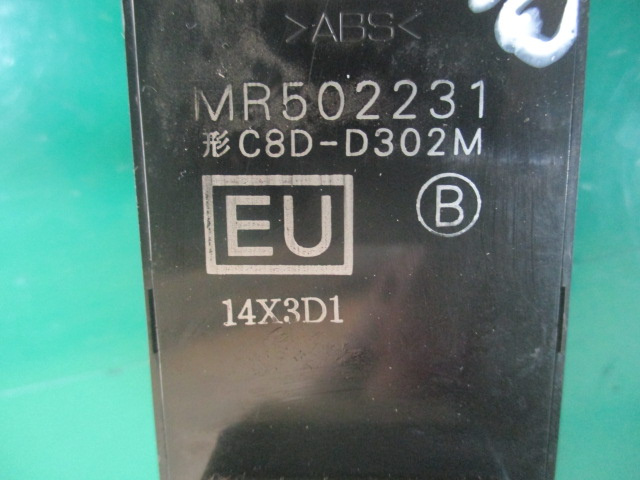 >ABS<
MR502231
形C8D-D302M
EU
B
14X3D1